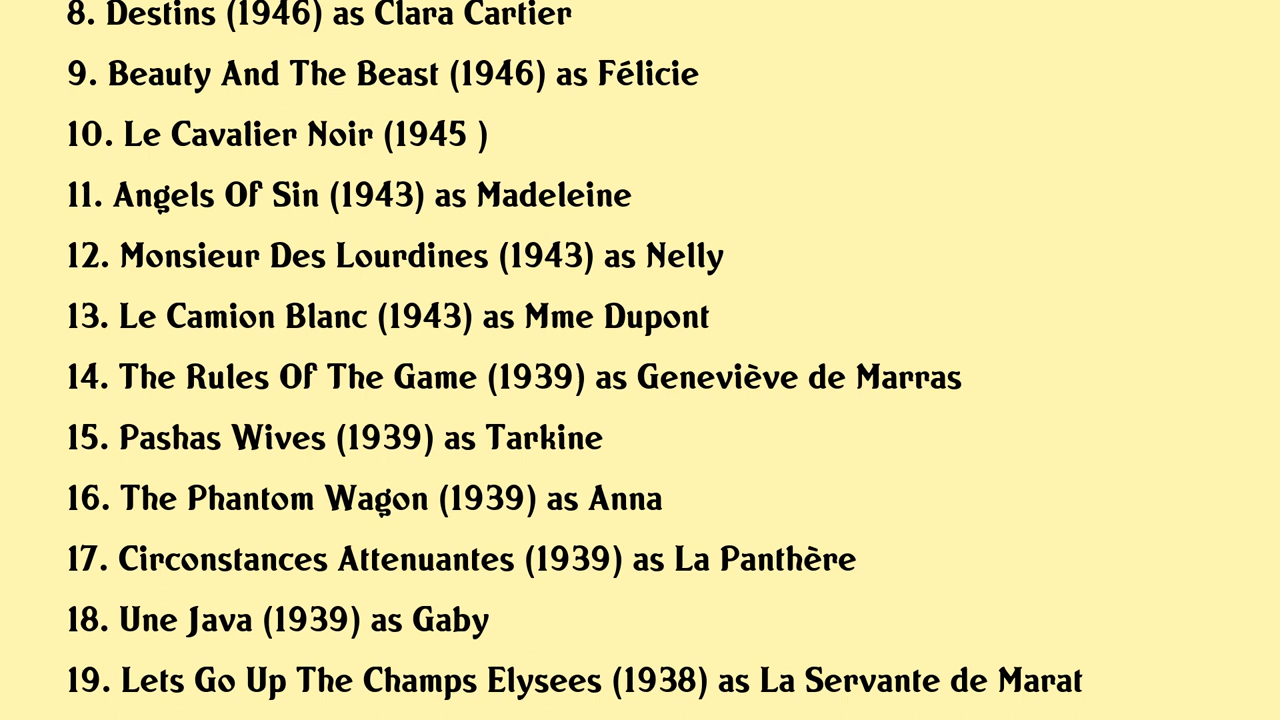 8. Destins (1946) as Clara Cartier
9. Beauty And The Beast (1946) as Félicie
10. Le Cavalier Noir (1945 )
11. Angels Of Sin (1943) as Madeleine
12. Monsieur Des Lourdines (1943) as Nelly
13. Le Camion Blanc (1943) as Mme Dupont
14. The Rules Of The Game (1939) as Geneviève de Marras
15. Pashas Wives (1939) as Tarkine
16. The Phantom Wagon (1939) as Anna
17. Circonstances Attenuantes (1939) as La Panthère
18. Une Java (1939) as Gaby
19. Lets Go Up The Champs Elysees (1938) as La Servante de Marat